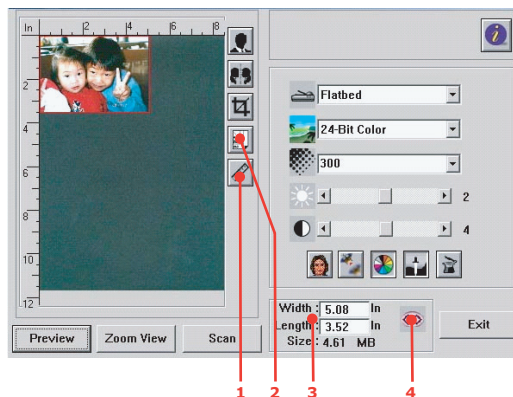 In 2 4 6 8
2
4
6
8
10
12
i
Flatbed
24-Bit Color
300
2
4
Width : 5.08 In
Length : 3.52 In
Size : 4.61 MB
Preview Zoom View Scan
Exit
1 2 3 4